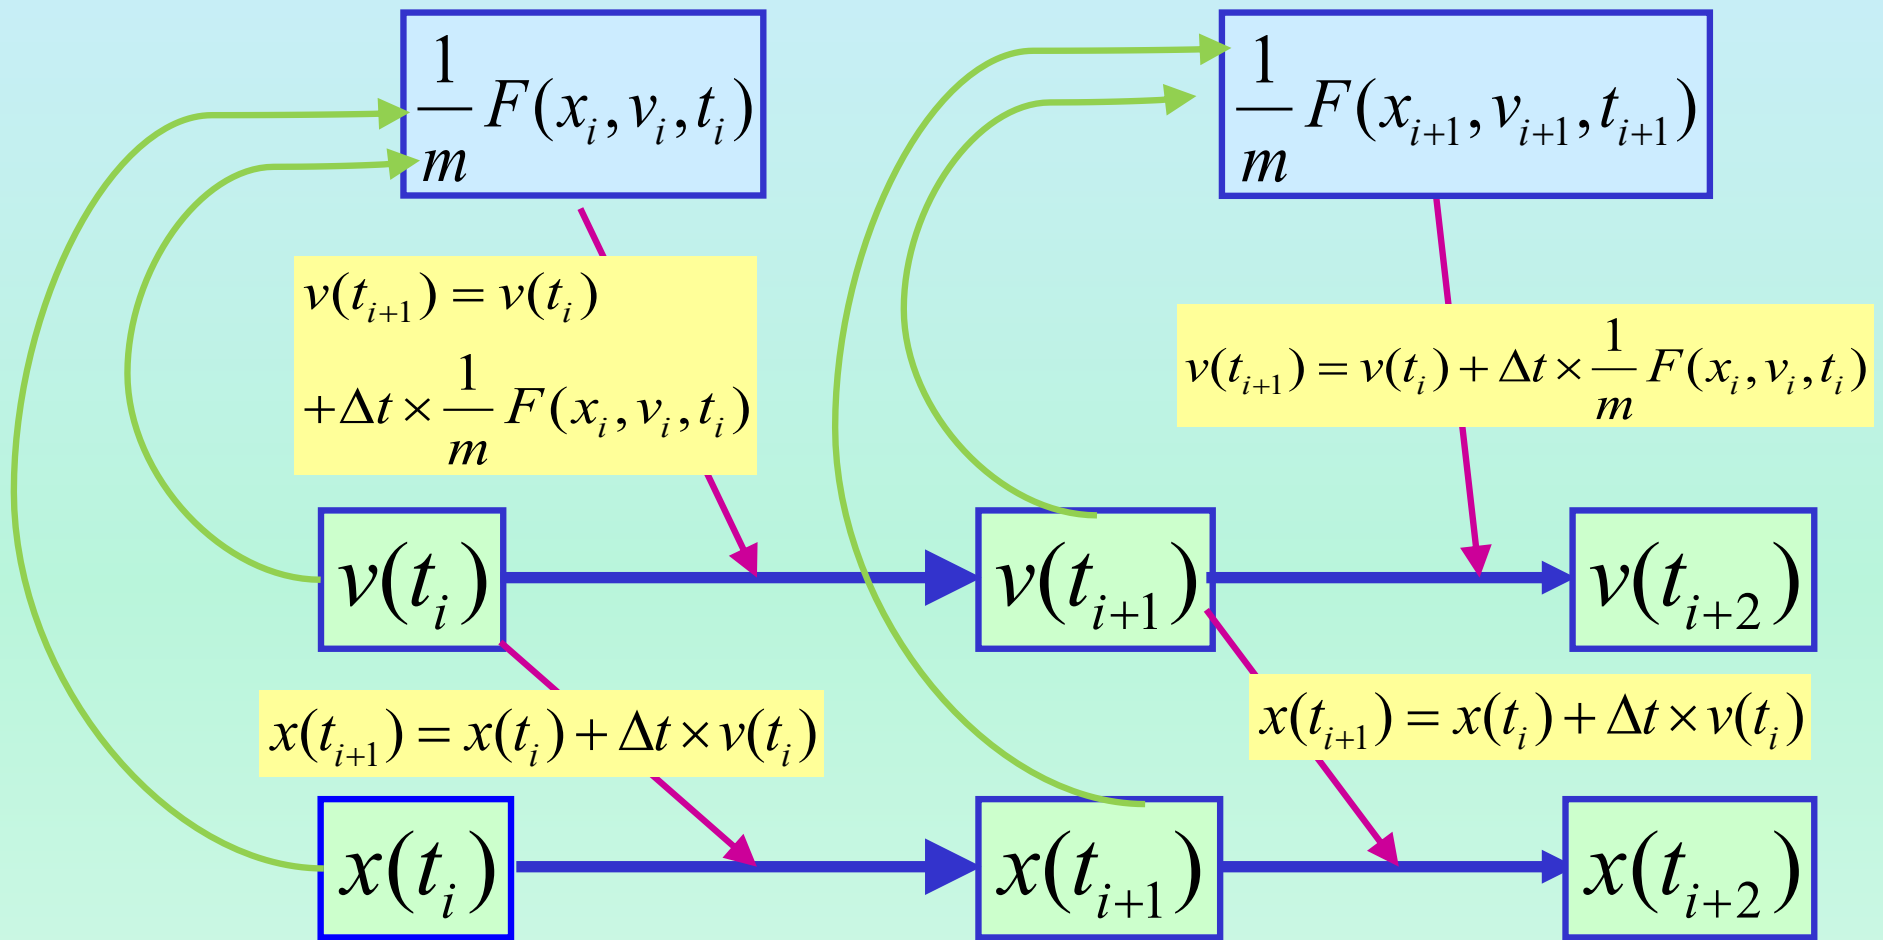 1/m F(x_i, v_i, t_i)
1/m F(x_{i+1}, v_{i+1}, t_{i+1})
v(t_{i+1}) = v(t_i)
+Δt × 1/m F(x_i, v_i, t_i)
v(t_{i+1}) = v(t_i) + Δt × 1/m F(x_i, v_i, t_i)
v(t_i)
v(t_{i+1})
v(t_{i+2})
x(t_{i+1}) = x(t_i) + Δt × v(t_i)
x(t_{i+1}) = x(t_i) + Δt × v(t_i)
x(t_i)
x(t_{i+1})
x(t_{i+2})